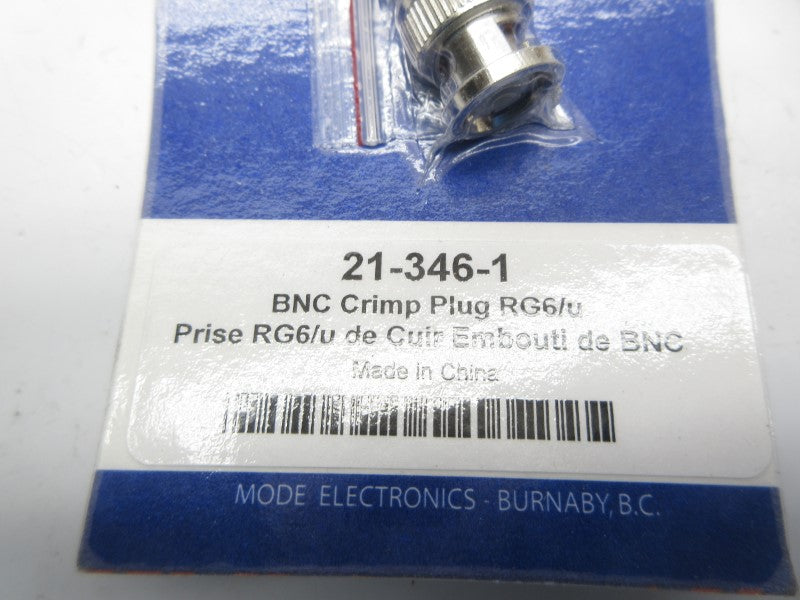 21-346-1
BNC Crimp Plug RG6/u
Prise RG6/u de Cuir Embouti de BNC
Made in China
MODE ELECTRONICS - BURNABY, B.C.